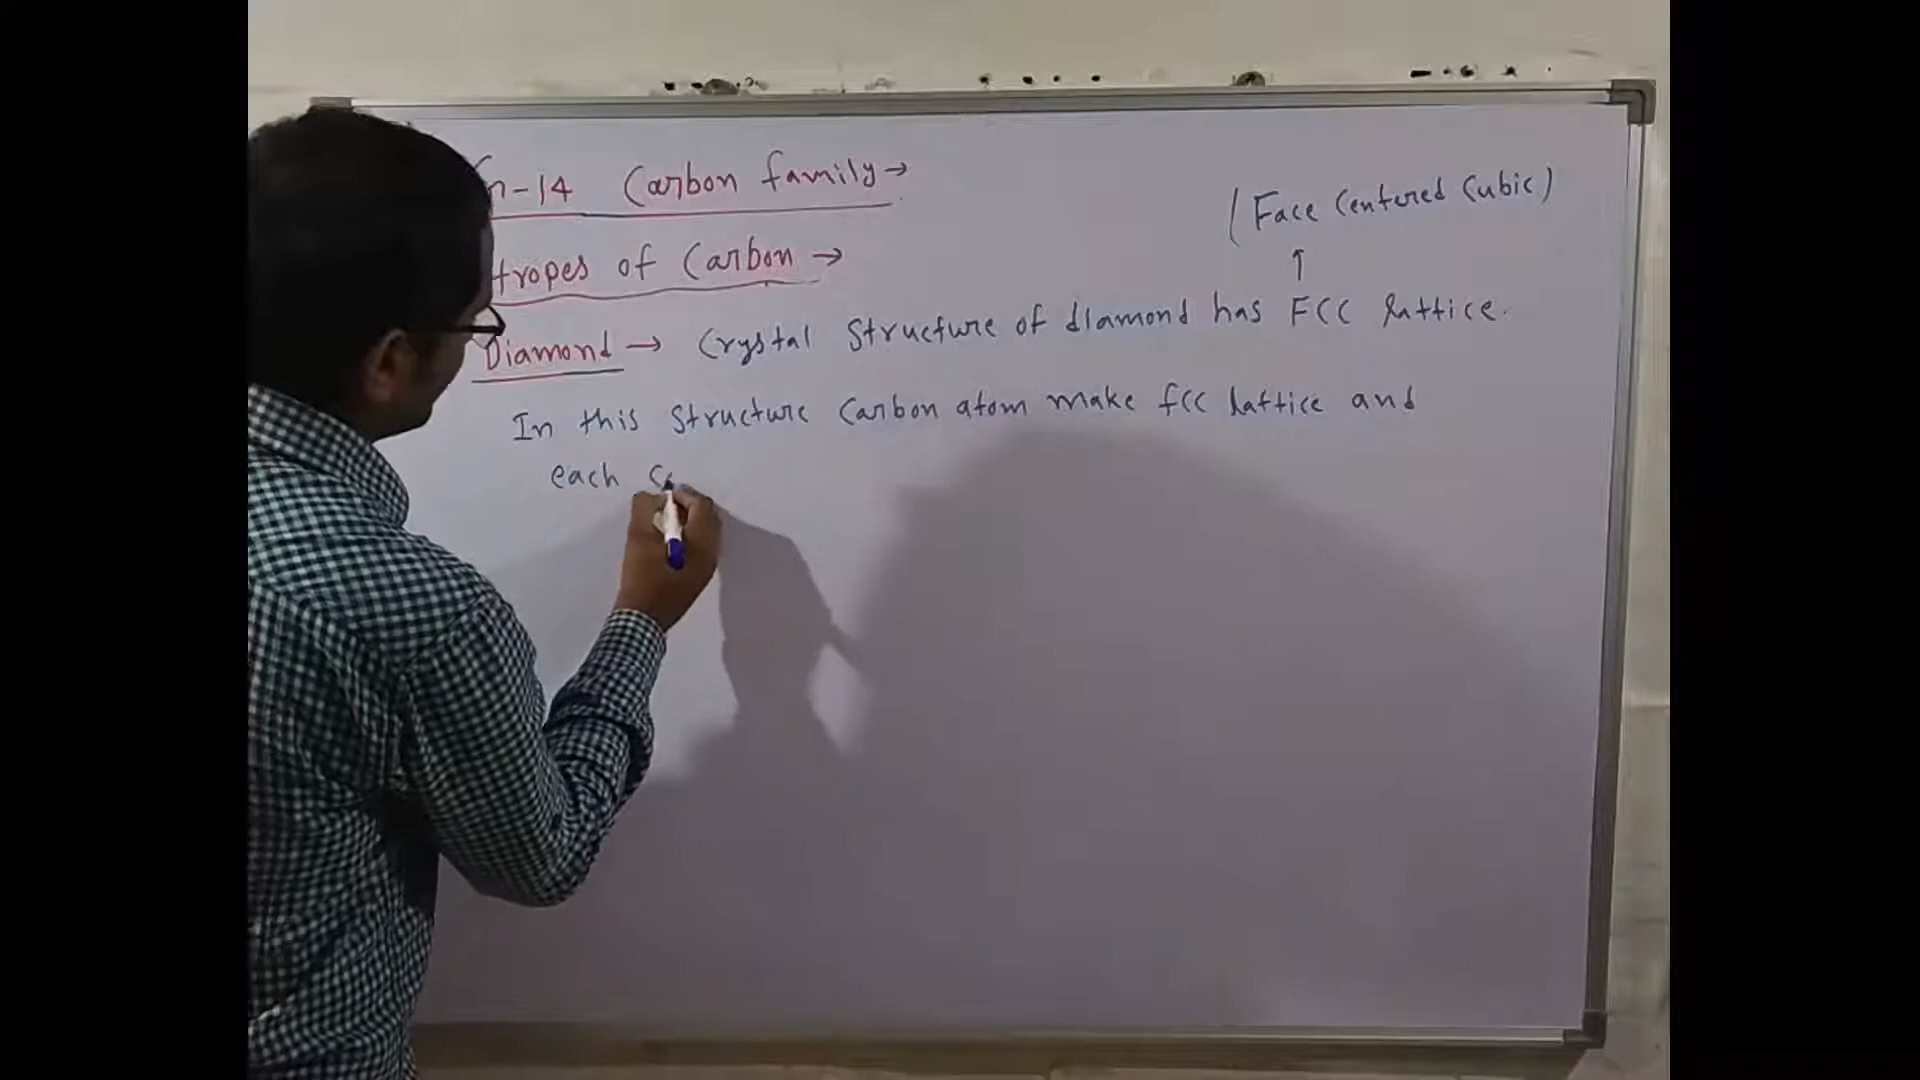 -14 Carbon family→
(Face Centered Cubic)
↑
tropes of Carbon →
Diamond → Crystal Structure of diamond has FCC lattice.
In this Structure Carbon atom make fcc lattice and
each